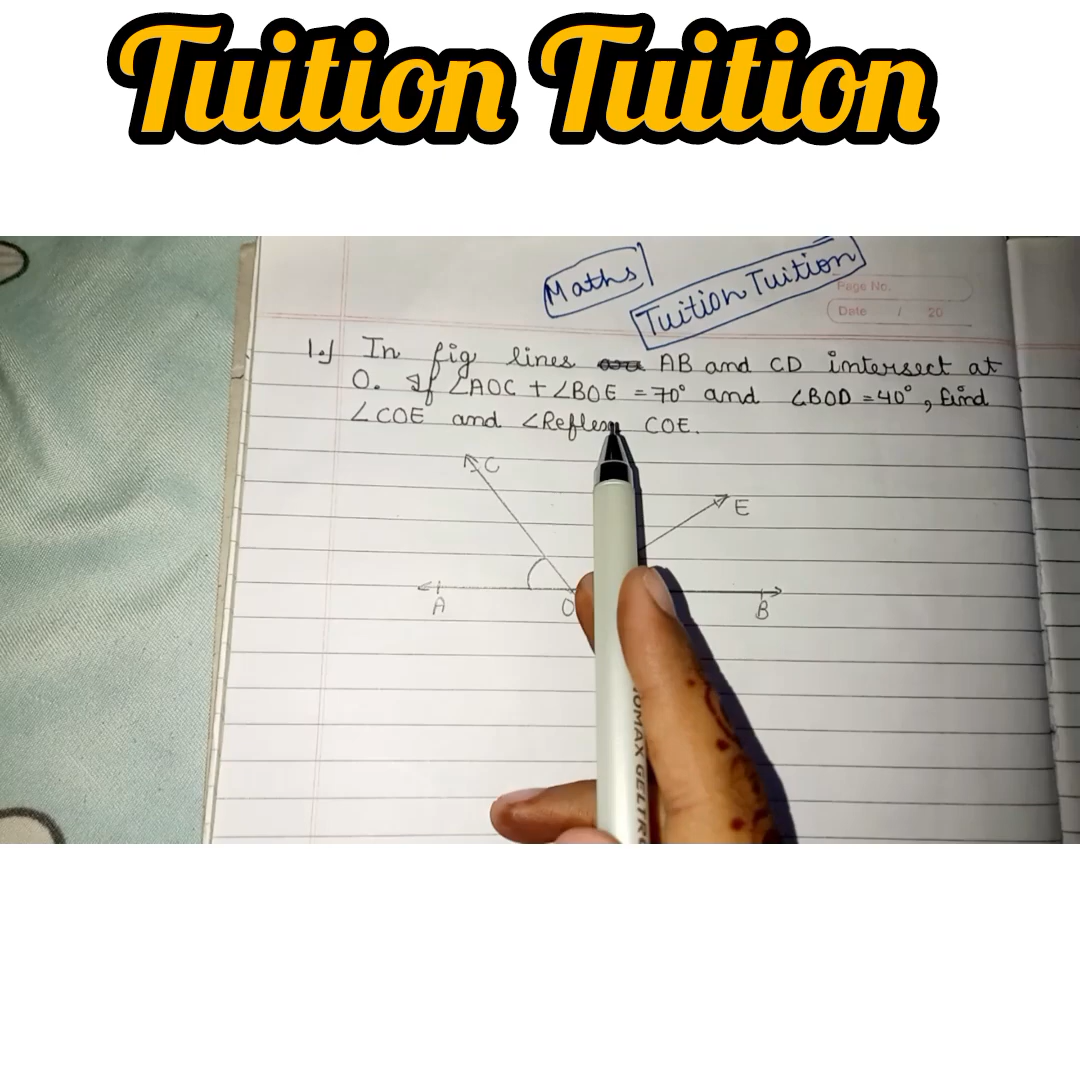 Tuition Tuition
Maths
Tuition Tuition
Page No.
Date / 20
1.) In fig lines AB and CD intersect at
O. If ∠AOC + ∠BOE = 70° and ∠BOD = 40°, find
∠COE and ∠Reflex COE.
C
E
A
O
B